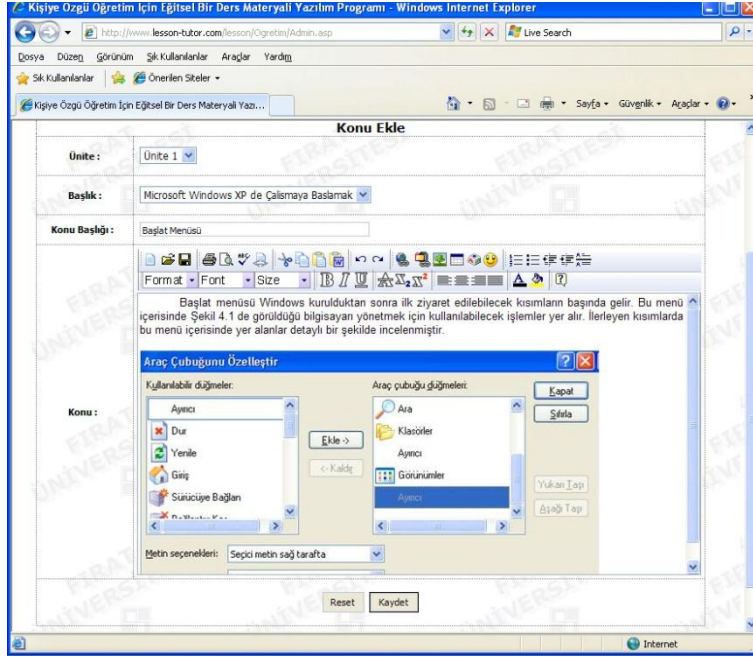 Kişiye Özgü Öğretim İçin Eğitsel Bir Ders Materyali Yazılım Programı - Windows Internet Explorer
http://www.lesson-tutor.com/lesson/Ogretim/Admin.asp
Live Search
Dosya Düzen Görünüm Sık Kullanılanlar Araçlar Yardım
Sık Kullanılanlar Önerilen Siteler
Kişiye Özgü Öğretim İçin Eğitsel Bir Ders Materyali Yazı...
Sayfa Güvenlik Araçlar
Konu Ekle
Ünite : Ünite 1
Başlık : Microsoft Windows XP de Çalismaya Baslamak
Konu Başlığı : Başlat Menüsü
Format Font Size
Başlat menüsü Windows kurulduktan sonra ilk ziyaret edilebilecek kısımların başında gelir. Bu menü
içerisinde Şekil 4.1 de görüldüğü bilgisayarı yönetmek için kullanılabilecek işlemler yer alır. İlerleyen kısımlarda
bu menü içerisinde yer alanlar detaylı bir şekilde incelenmiştir.
Konu :
Araç Çubuğunu Özelleştir
Kullanılabilir düğmeler:
Ayırıcı
Dur
Yenile
Giriş
Sürücüye Bağlan
Ekle ->
<- Kaldır
Araç çubuğu düğmeleri:
Ara
Klasörler
Ayırıcı
Görünümler
Ayırıcı
Kapat
Sıfırla
Yukarı Taşı
Aşağı Taşı
Metin seçenekleri: Seçici metin sağ tarafta
Reset Kaydet
FIRAT
ÜNİVERSİTESİ
Internet